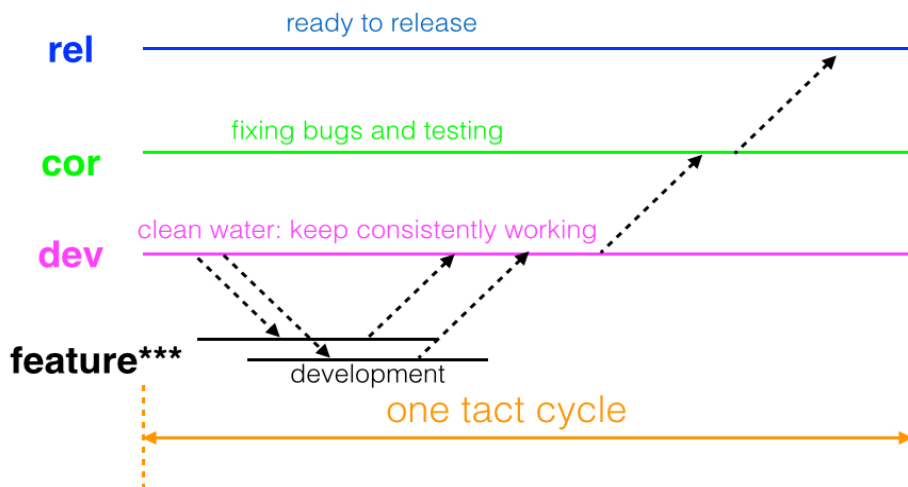 ready to release
rel
fixing bugs and testing
cor
clean water: keep consistently working
dev
feature***
development
one tact cycle